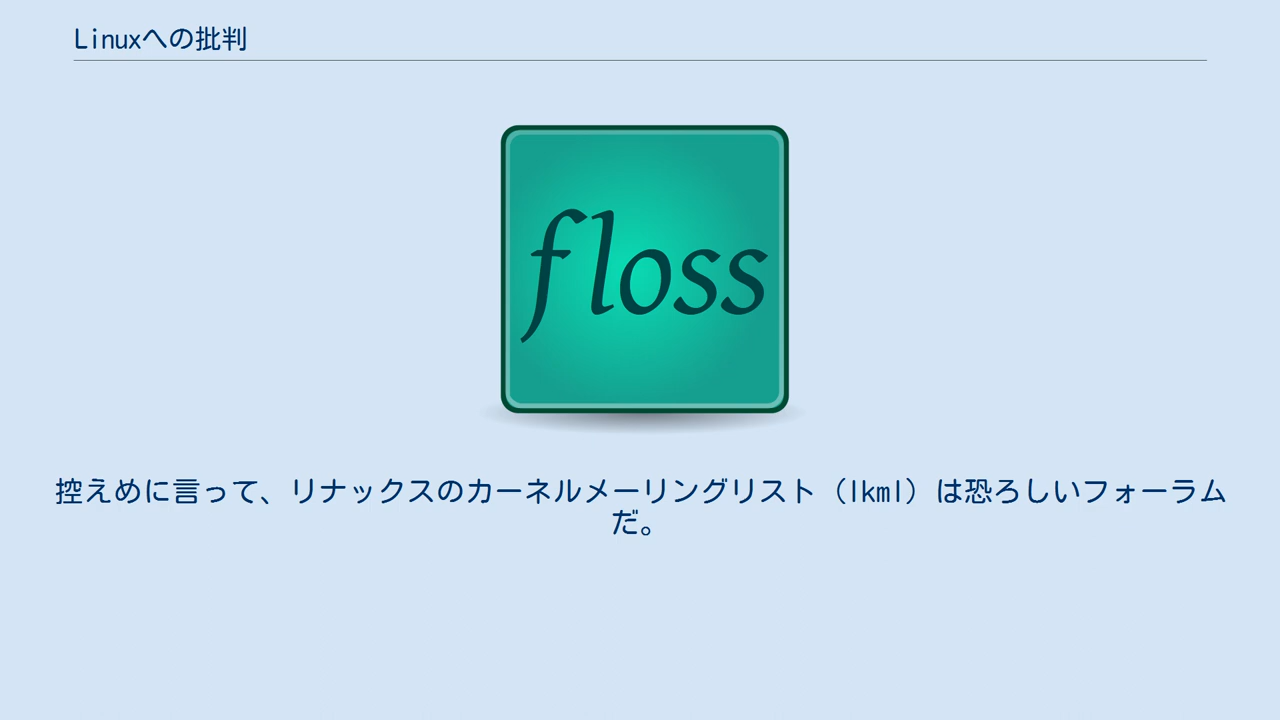 Linuxへの批判
floss
控えめに言って、リナックスのカーネルメーリングリスト（lkml）は恐ろしいフォーラム
だ。